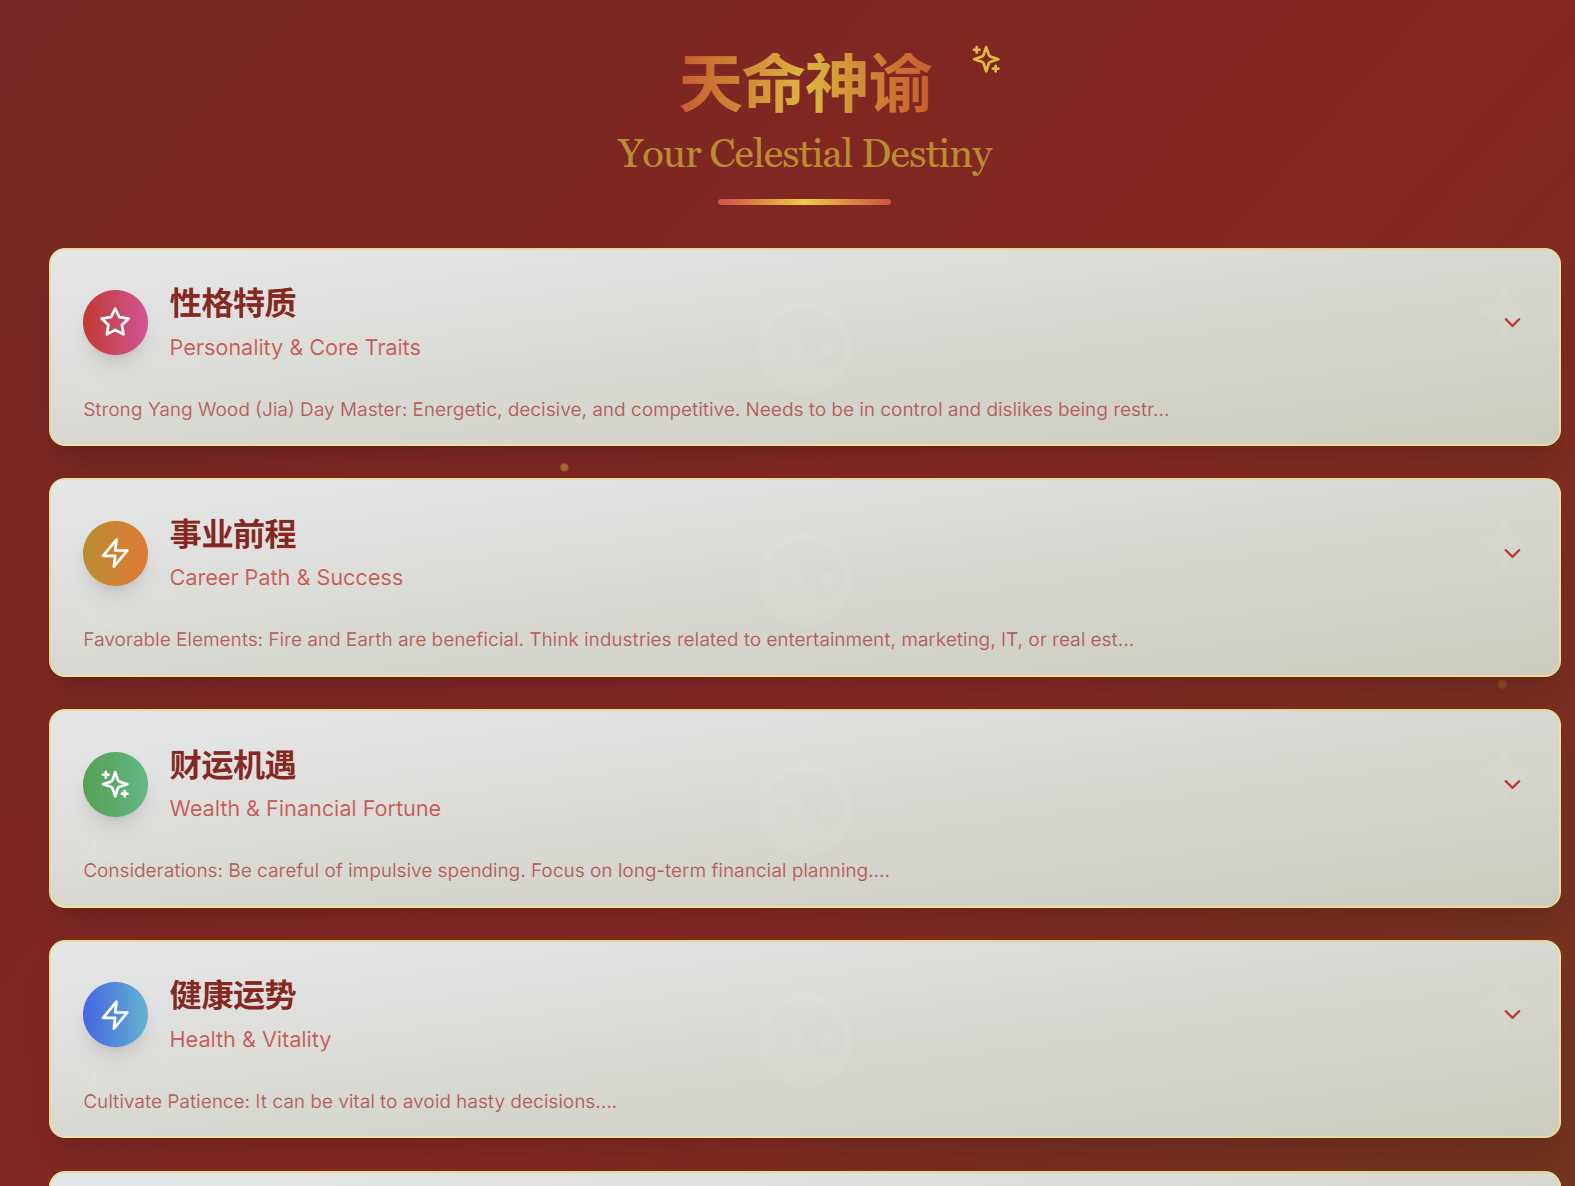 天命神谕
Your Celestial Destiny
性格特质
Personality & Core Traits
Strong Yang Wood (Jia) Day Master: Energetic, decisive, and competitive. Needs to be in control and dislikes being restr...
事业前程
Career Path & Success
Favorable Elements: Fire and Earth are beneficial. Think industries related to entertainment, marketing, IT, or real est...
财运机遇
Wealth & Financial Fortune
Considerations: Be careful of impulsive spending. Focus on long-term financial planning....
健康运势
Health & Vitality
Cultivate Patience: It can be vital to avoid hasty decisions....